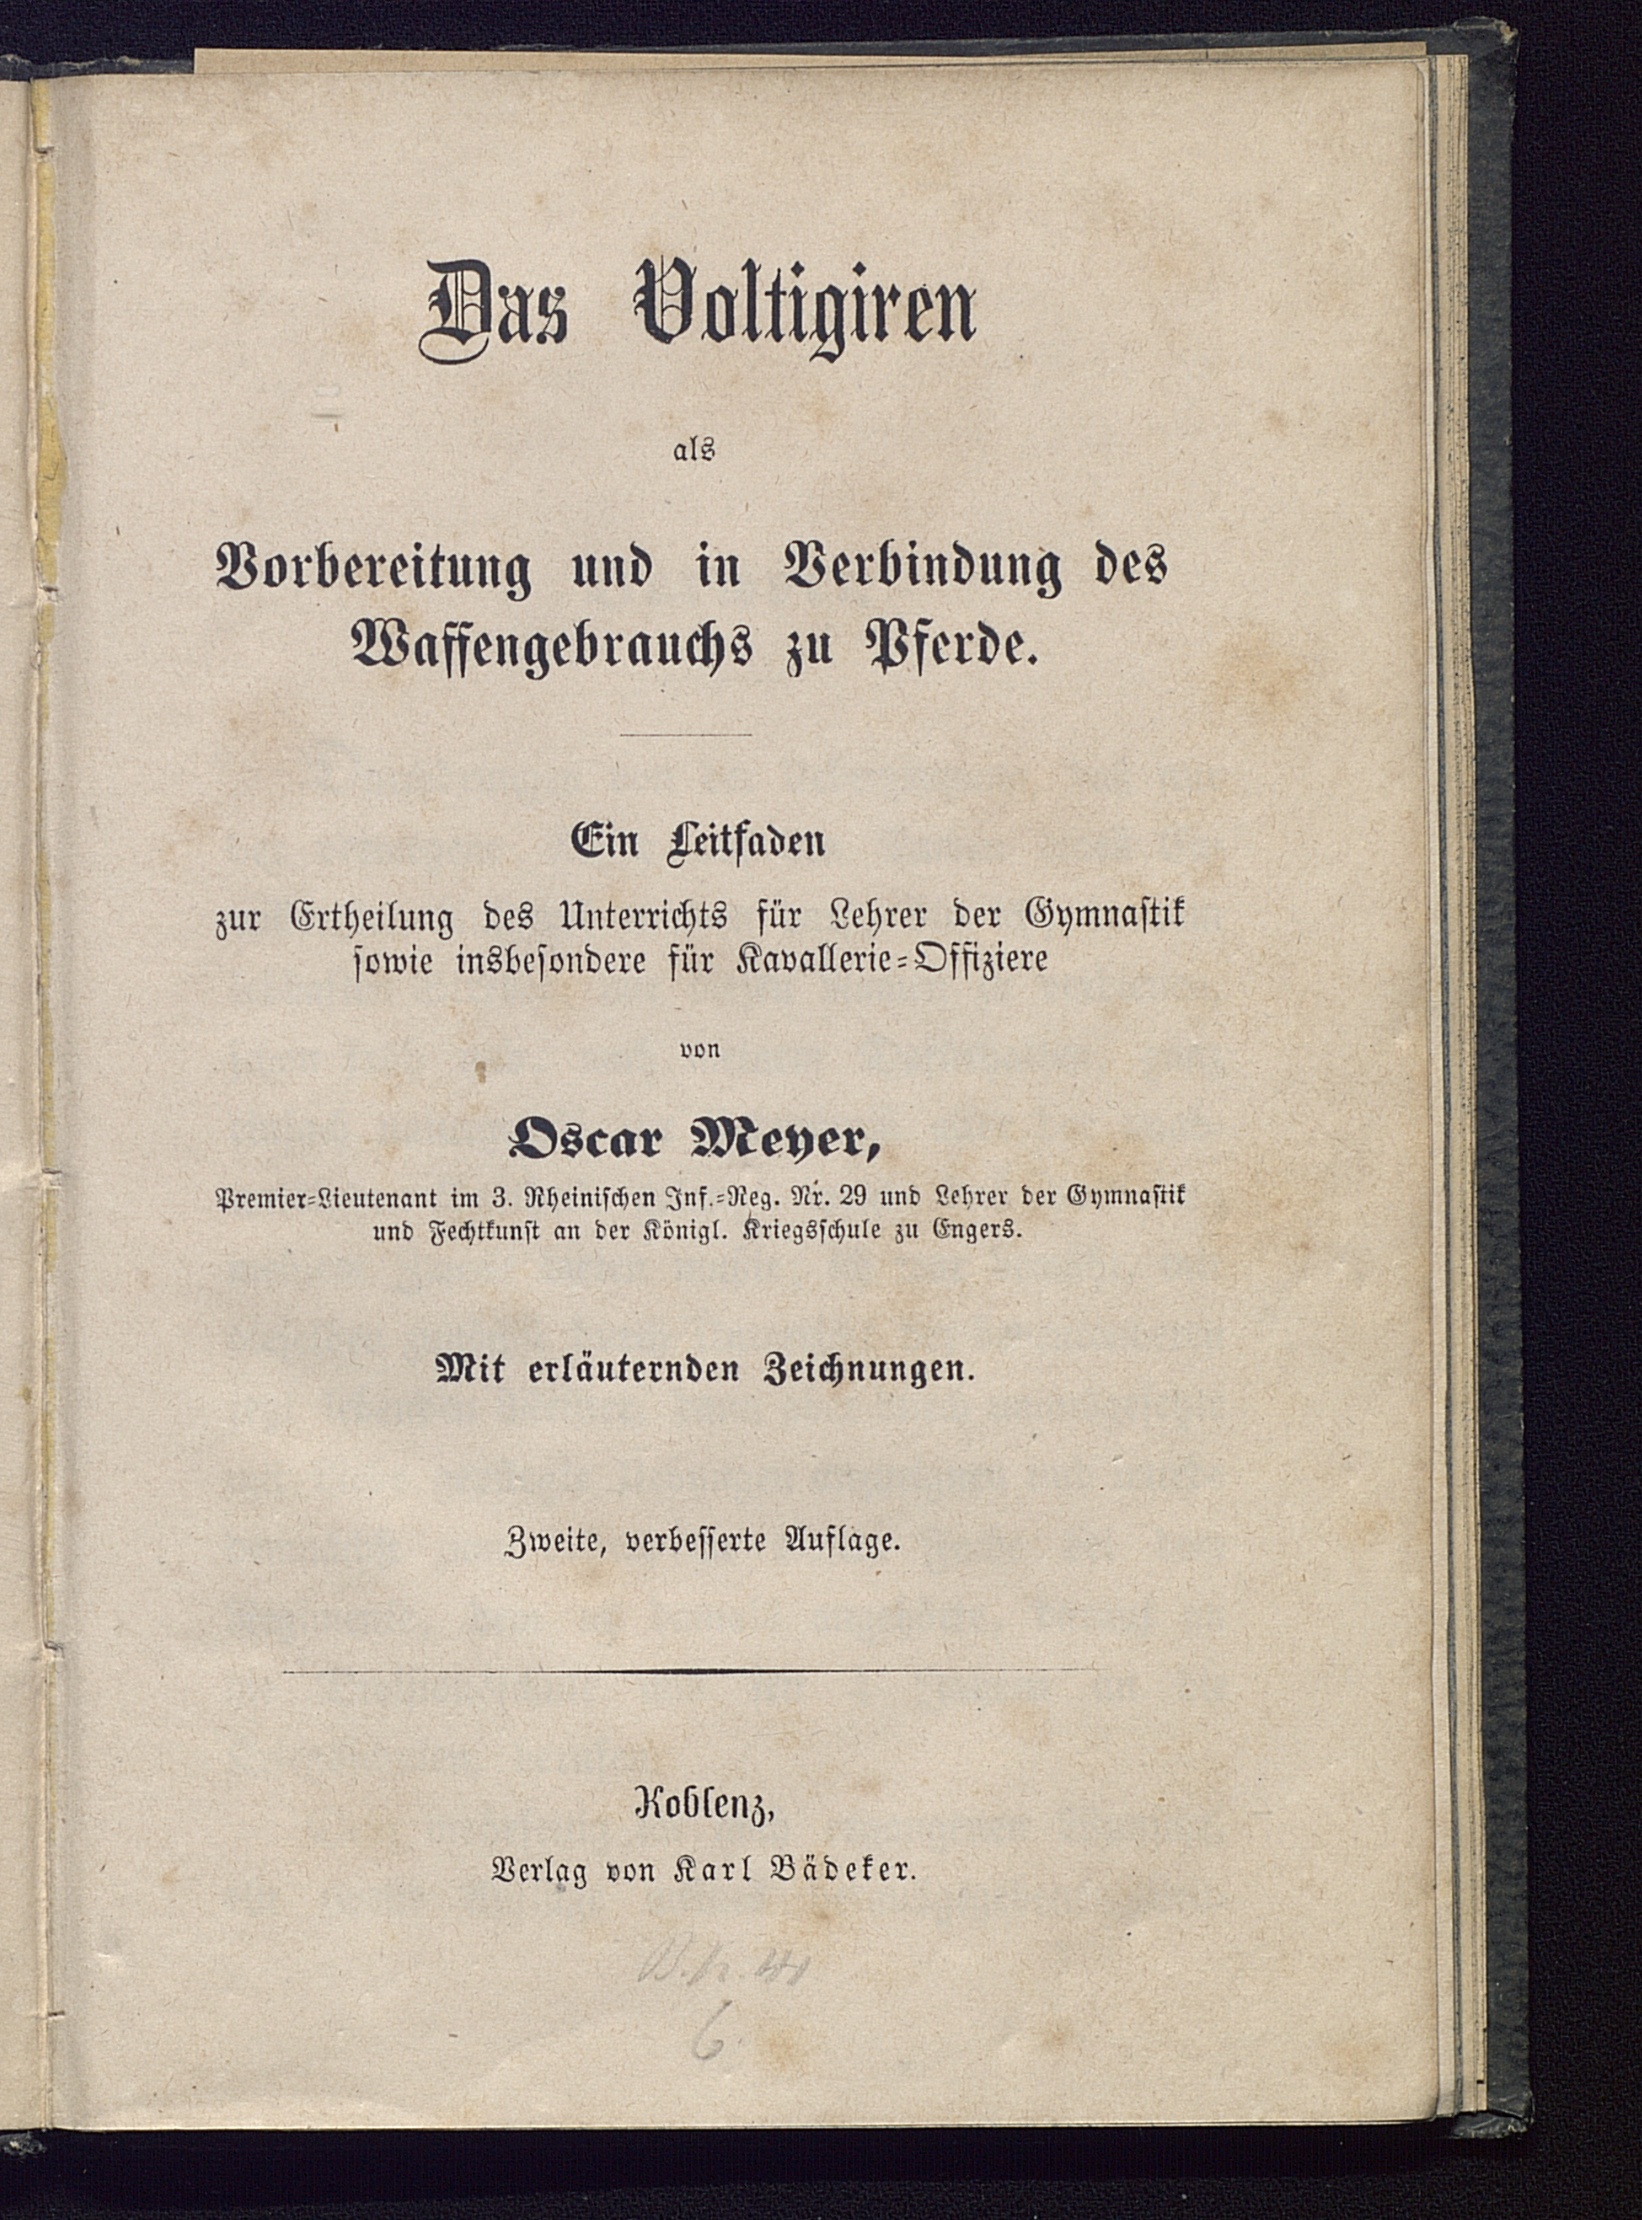 Das Voltigiren
als
Vorbereitung und in Verbindung des
Waffengebrauchs zu Pferde.
Ein Leitfaden
zur Ertheilung des Unterrichts für Lehrer der Gymnastik
sowie insbesondere für Kavallerie-Offiziere
von
Oscar Meyer,
Premier-Lieutenant im 3. Rheinischen Inf.-Reg. Nr. 29 und Lehrer der Gymnastik
und Fechtkunst an der Königl. Kriegsschule zu Engers.
Mit erläuternden Zeichnungen.
Zweite, verbesserte Auflage.
Koblenz,
Verlag von Karl Bädeker.
6